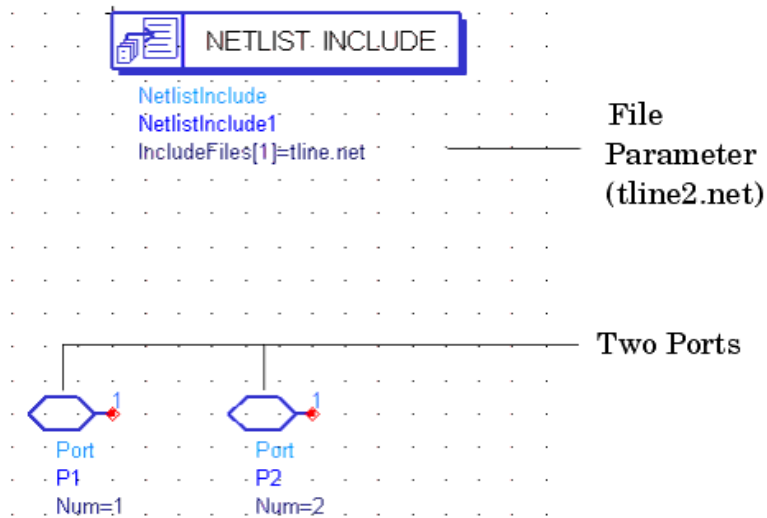 NETLIST INCLUDE
NetlistInclude
NetlistInclude1
IncludeFiles[1]=tline.net
File
Parameter
(tline2.net)
Two Ports
1
1
Port
Port
P1
P2
Num=1
Num=2